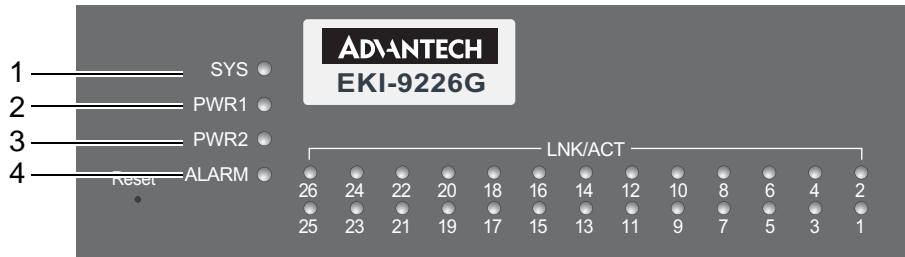 ADVANTECH
EKI-9226G
1 SYS
2 PWR1
3 PWR2
4 ALARM
Reset
LNK/ACT
26 24 22 20 18 16 14 12 10 8 6 4 2
25 23 21 19 17 15 13 11 9 7 5 3 1